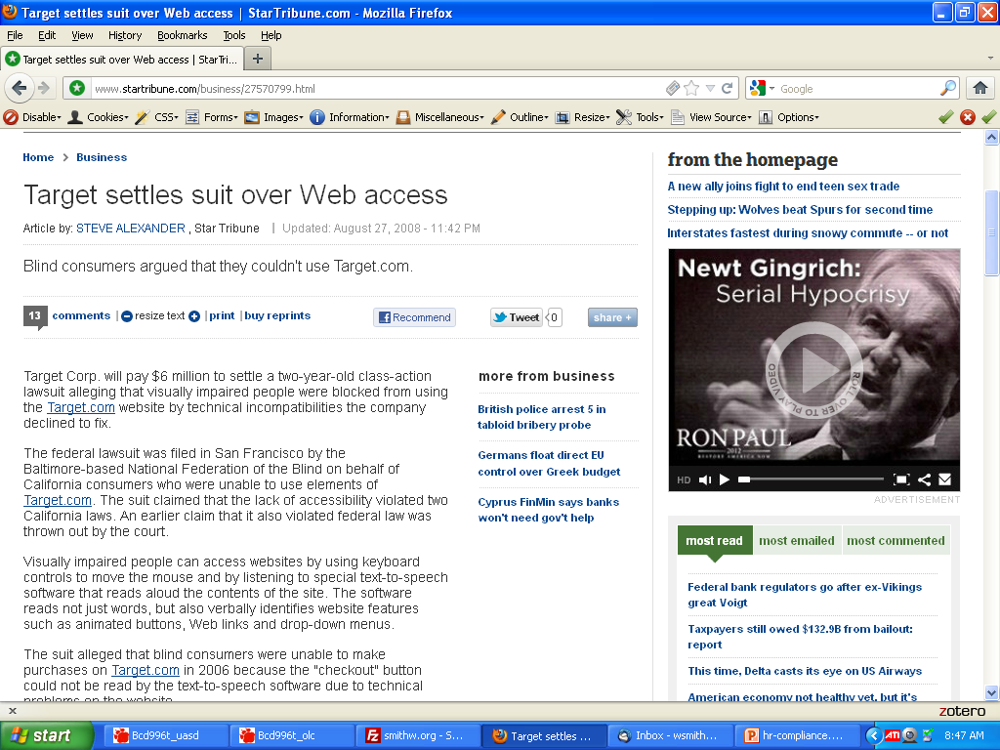 Target settles suit over Web access | StarTribune.com - Mozilla Firefox
File Edit View History Bookmarks Tools Help
Target settles suit over Web access | StarTri...
www.startribune.com/business/27570799.html
Google
Disable Cookies CSS Forms Images Information Miscellaneous Outline Resize Tools View Source Options
Home > Business
Target settles suit over Web access
Article by: STEVE ALEXANDER , Star Tribune | Updated: August 27, 2008 - 11:42 PM
Blind consumers argued that they couldn't use Target.com.
13 comments | resize text | print | buy reprints
Recommend
Tweet 0
share +
Target Corp. will pay $6 million to settle a two-year-old class-action
lawsuit alleging that visually impaired people were blocked from using
the Target.com website by technical incompatibilities the company
declined to fix.
The federal lawsuit was filed in San Francisco by the
Baltimore-based National Federation of the Blind on behalf of
California consumers who were unable to use elements of
Target.com. The suit claimed that the lack of accessibility violated two
California laws. An earlier claim that it also violated federal law was
thrown out by the court.
Visually impaired people can access websites by using keyboard
controls to move the mouse and by listening to special text-to-speech
software that reads aloud the contents of the site. The software
reads not just words, but also verbally identifies website features
such as animated buttons, Web links and drop-down menus.
The suit alleged that blind consumers were unable to make
purchases on Target.com in 2006 because the "checkout" button
could not be read by the text-to-speech software due to technical
problems on the website.
more from business
British police arrest 5 in
tabloid bribery probe
Germans float direct EU
control over Greek budget
Cyprus FinMin says banks
won't need gov't help
from the homepage
A new ally joins fight to end teen sex trade
Stepping up: Wolves beat Spurs for second time
Interstates fastest during snowy commute -- or not
Newt Gingrich:
Serial Hypocrisy
ROLL OVER TO PLAY VIDEO
RON PAUL
2012
RESTORE AMERICA NOW
HD
ADVERTISEMENT
most read most emailed most commented
Federal bank regulators go after ex-Vikings
great Voigt
Taxpayers still owed $132.9B from bailout:
report
This time, Delta casts its eye on US Airways
American economy not healthy yet, but it's
zotero
start
Bcd996t_uasd
Bcd996t_olc
smithw.org - S...
Target settles ...
Inbox - wsmith...
hr-compliance....
ATI
8:47 AM